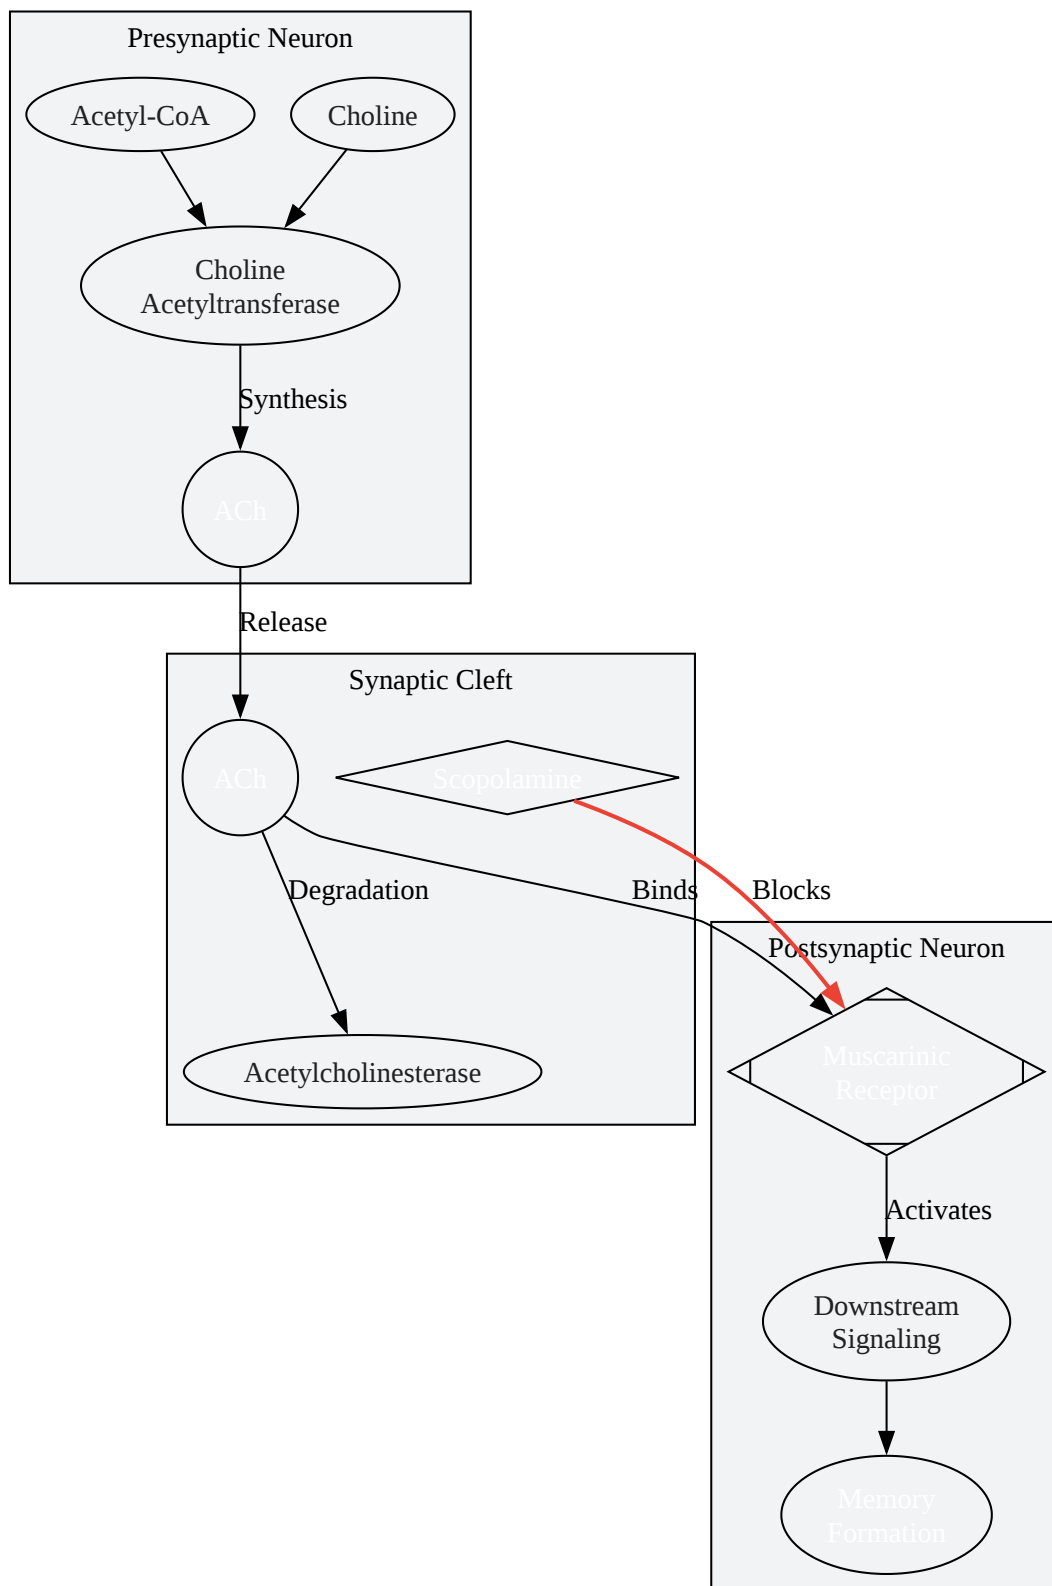 Presynaptic Neuron
Acetyl-CoA
Choline
Choline
Acetyltransferase
Synthesis
ACh
Release
Synaptic Cleft
ACh
Scopolamine
Degradation
Binds
Blocks
Postsynaptic Neuron
Acetylcholinesterase
Muscarinic
Receptor
Activates
Downstream
Signaling
Memory
Formation